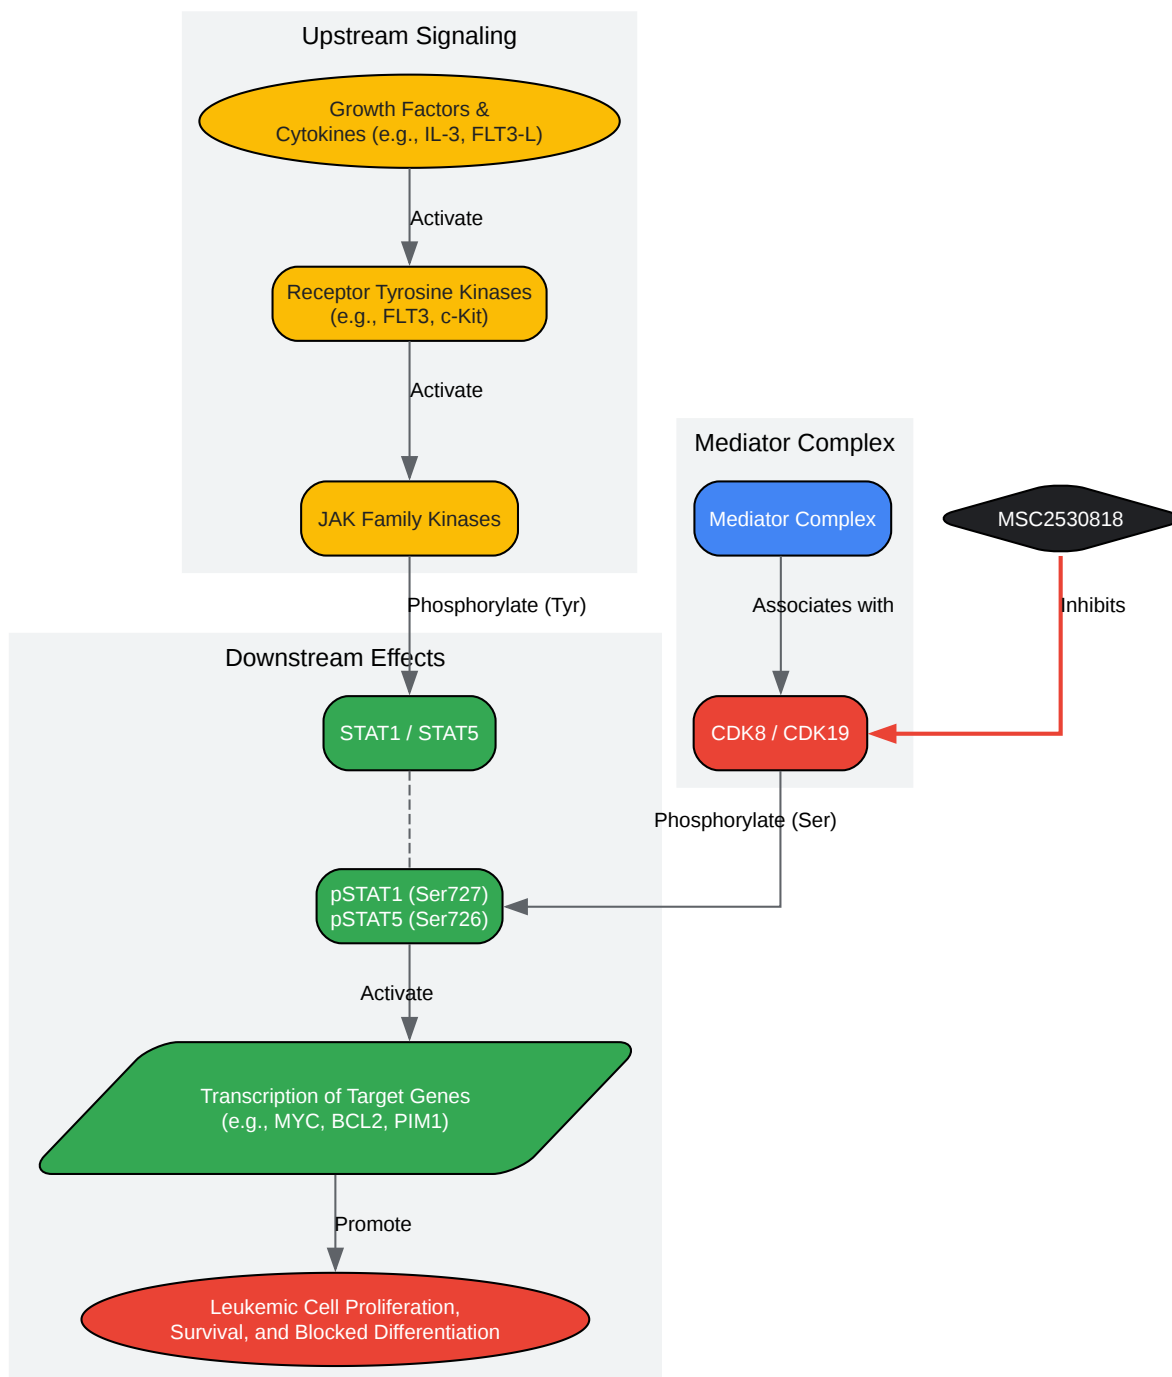 Upstream Signaling
Growth Factors &
Cytokines (e.g., IL-3, FLT3-L)
Activate
Receptor Tyrosine Kinases
(e.g., FLT3, c-Kit)
Activate
JAK Family Kinases
Phosphorylate (Tyr)
Mediator Complex
Mediator Complex
Associates with
CDK8 / CDK19
MSC2530818
Inhibits
Phosphorylate (Ser)
Downstream Effects
STAT1 / STAT5
pSTAT1 (Ser727)
pSTAT5 (Ser726)
Activate
Transcription of Target Genes
(e.g., MYC, BCL2, PIM1)
Promote
Leukemic Cell Proliferation,
Survival, and Blocked Differentiation